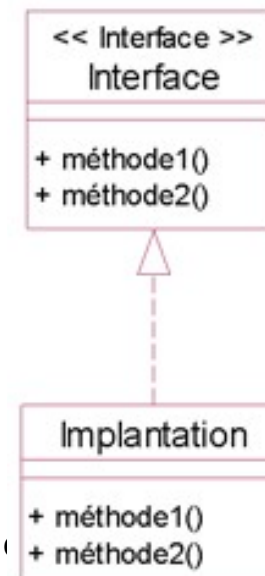 << Interface >>
Interface
+ méthode1()
+ méthode2()
Implantation
+ méthode1()
+ méthode2()